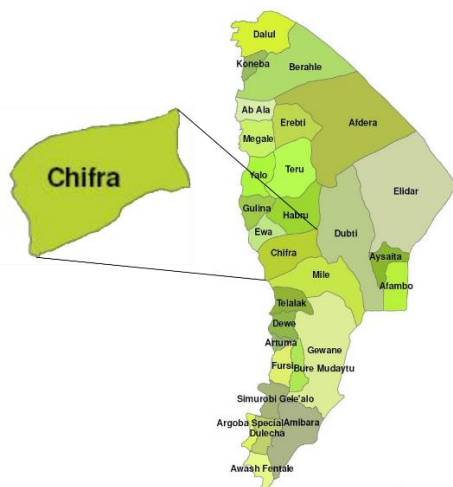 Dalul
Koneba
Berahle
Ab Ala
Erebti
Afdera
Megale
Yalo
Teru
Chifra
Elidar
Gulina
Habru
Ewa
Dubti
Chifra
Aysaita
Mile
Afambo
Telalak
Dewe
Artuma
Gewane
Fursi
Bure Mudaytu
Simurobi Gele'alo
Argoba Special
Amibara
Dulecha
Awash Fentale